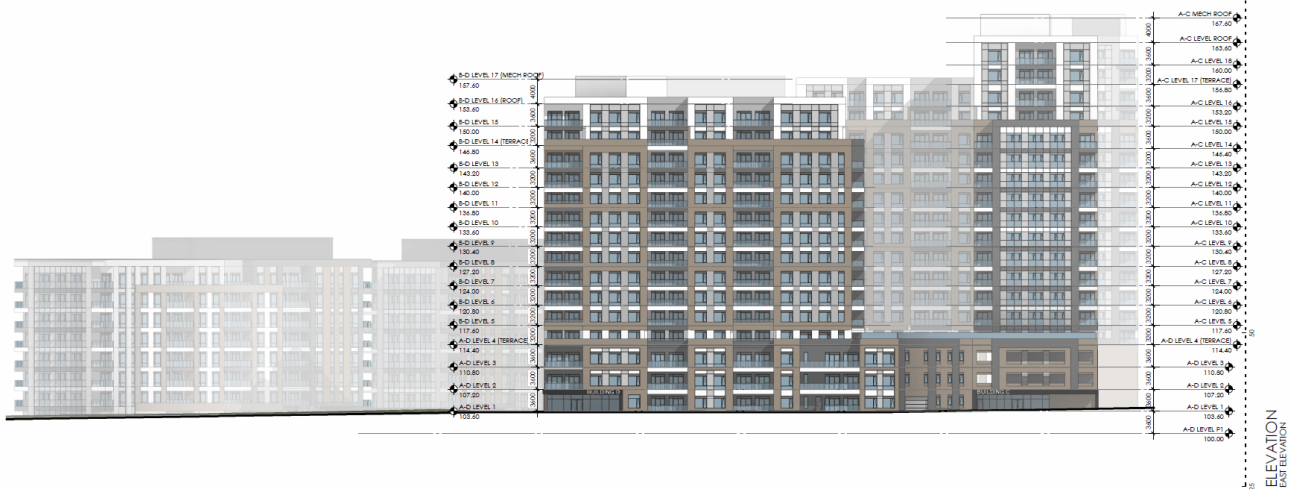 A-C MECH ROOF
167.60
A-C LEVEL ROOF
163.60
A-C LEVEL 18
160.00
A-C LEVEL 17 (TERRACE)
156.80
A-C LEVEL 16
153.20
A-C LEVEL 15
150.00
A-C LEVEL 14
146.40
A-C LEVEL 13
143.20
A-C LEVEL 12
140.00
A-C LEVEL 11
136.80
A-C LEVEL 10
133.60
A-C LEVEL 9
130.40
A-C LEVEL 8
127.20
A-C LEVEL 7
124.00
A-C LEVEL 6
120.80
A-C LEVEL 5
117.60
A-D LEVEL 4 (TERRACE)
114.40
A-D LEVEL 3
110.80
A-D LEVEL 2
107.20
A-D LEVEL 1
103.60
A-D LEVEL P1
100.00
B-D LEVEL 17 (MECH ROOF)
157.60
B-D LEVEL 16 (ROOF)
153.60
B-D LEVEL 15
150.00
B-D LEVEL 14 (TERRACE)
146.80
B-D LEVEL 13
143.20
B-D LEVEL 12
140.00
B-D LEVEL 11
136.80
B-D LEVEL 10
133.60
B-D LEVEL 9
130.40
B-D LEVEL 8
127.20
B-D LEVEL 7
124.00
B-D LEVEL 6
120.80
B-D LEVEL 5
117.60
A-D LEVEL 4 (TERRACE)
114.40
A-D LEVEL 3
110.80
A-D LEVEL 2
107.20
A-D LEVEL 1
103.60
BUILDING D
BUILDING C
50
25
ELEVATION
EAST ELEVATION